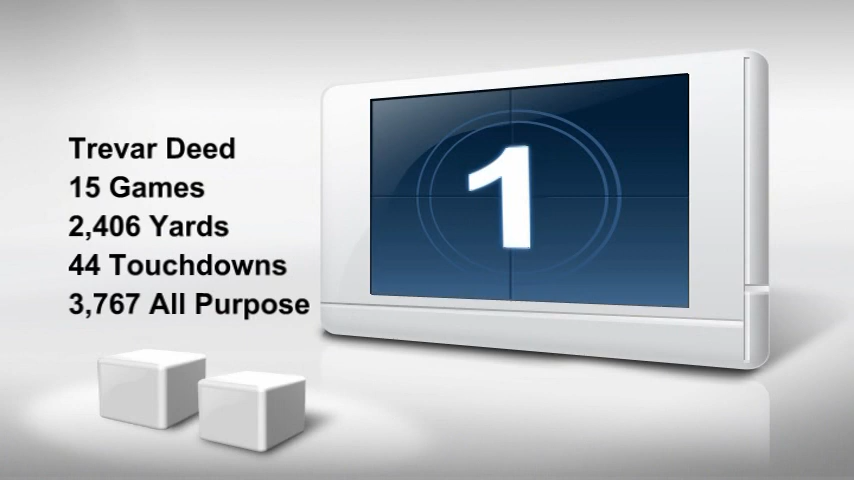 Trevar Deed
15 Games
2,406 Yards
44 Touchdowns
3,767 All Purpose
1